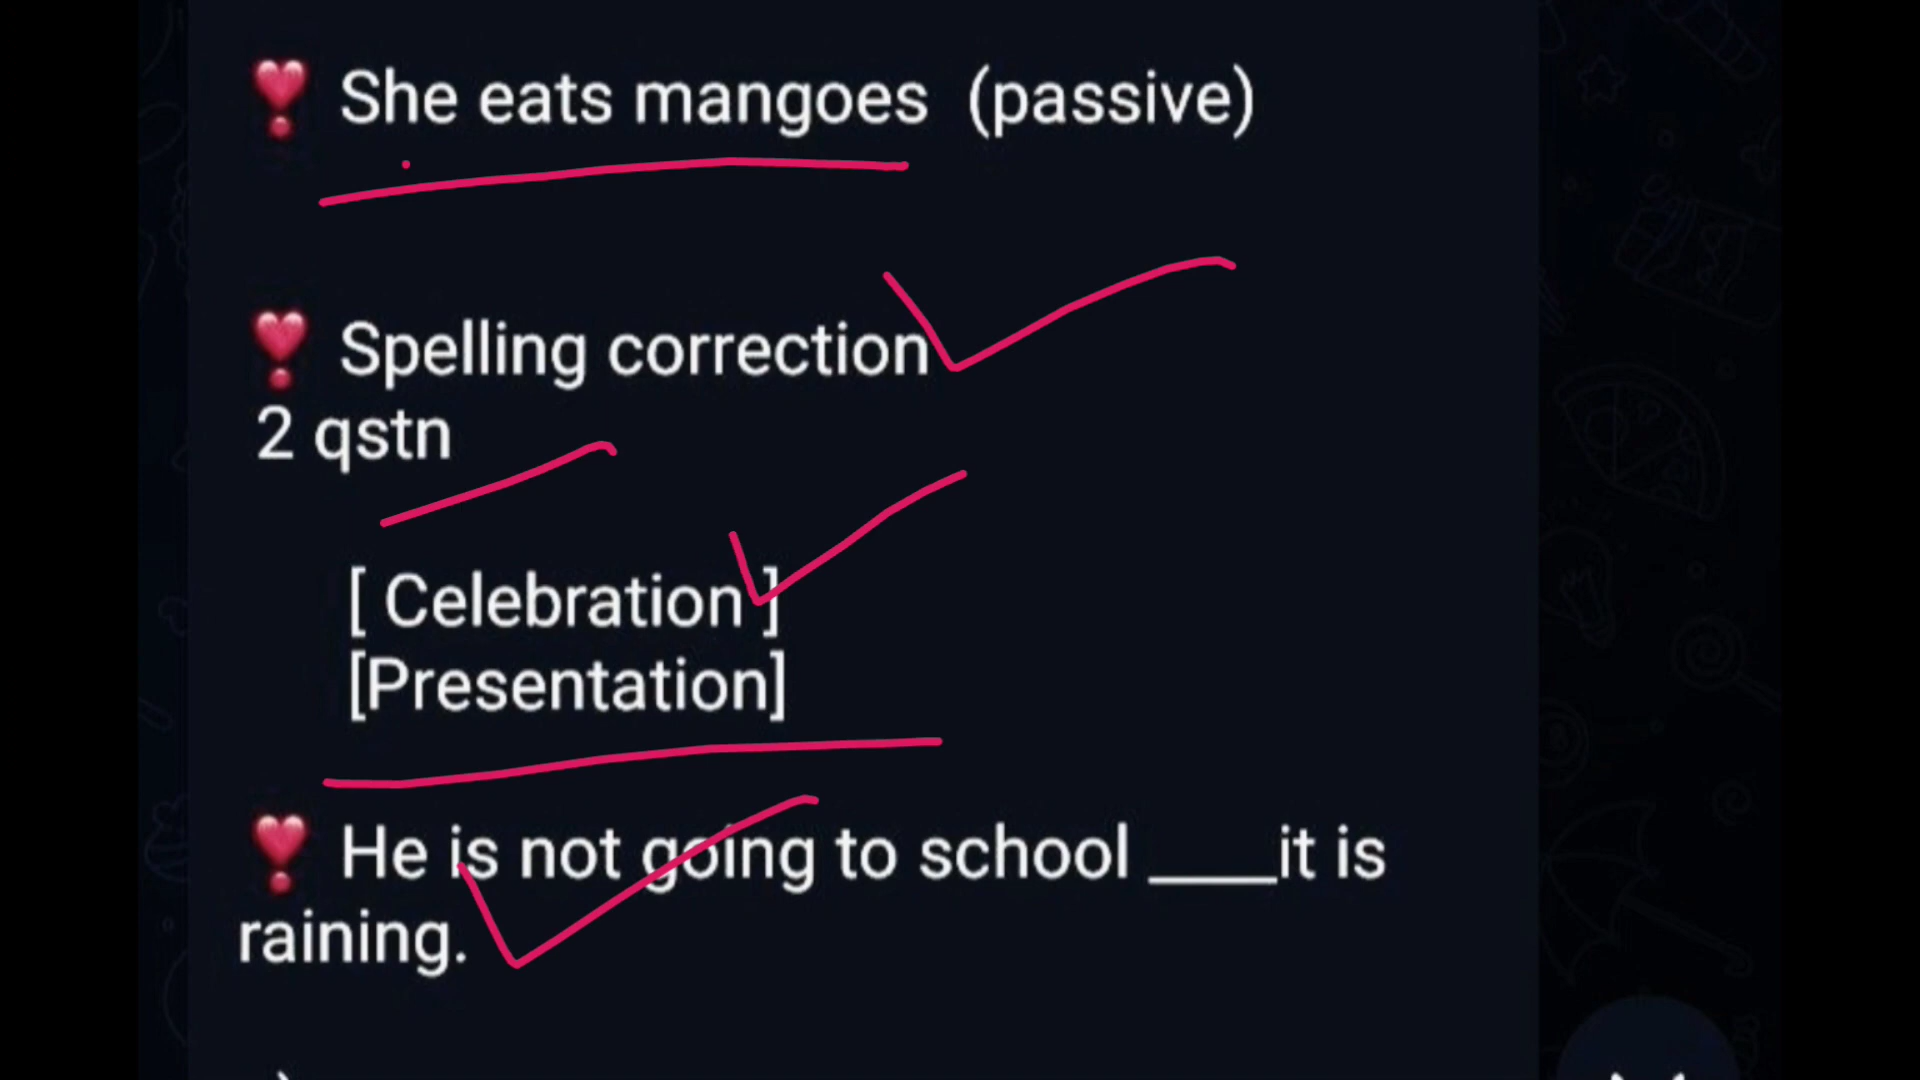 She eats mangoes (passive)
Spelling correction
2 qstn
[ Celebration ]
[Presentation]
He is not going to school ____it is
raining.